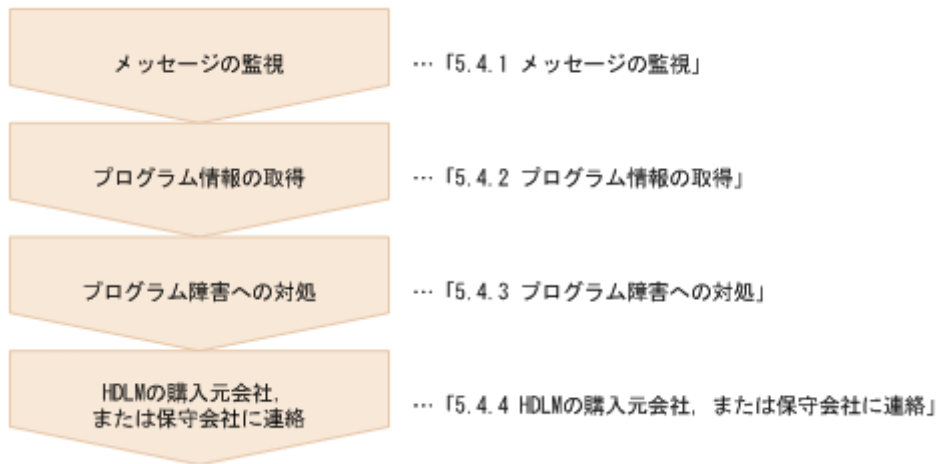 メッセージの監視 … 「5.4.1 メッセージの監視」
プログラム情報の取得 … 「5.4.2 プログラム情報の取得」
プログラム障害への対処 … 「5.4.3 プログラム障害への対処」
HDLMの購入元会社，
または保守会社に連絡 … 「5.4.4 HDLMの購入元会社，または保守会社に連絡」